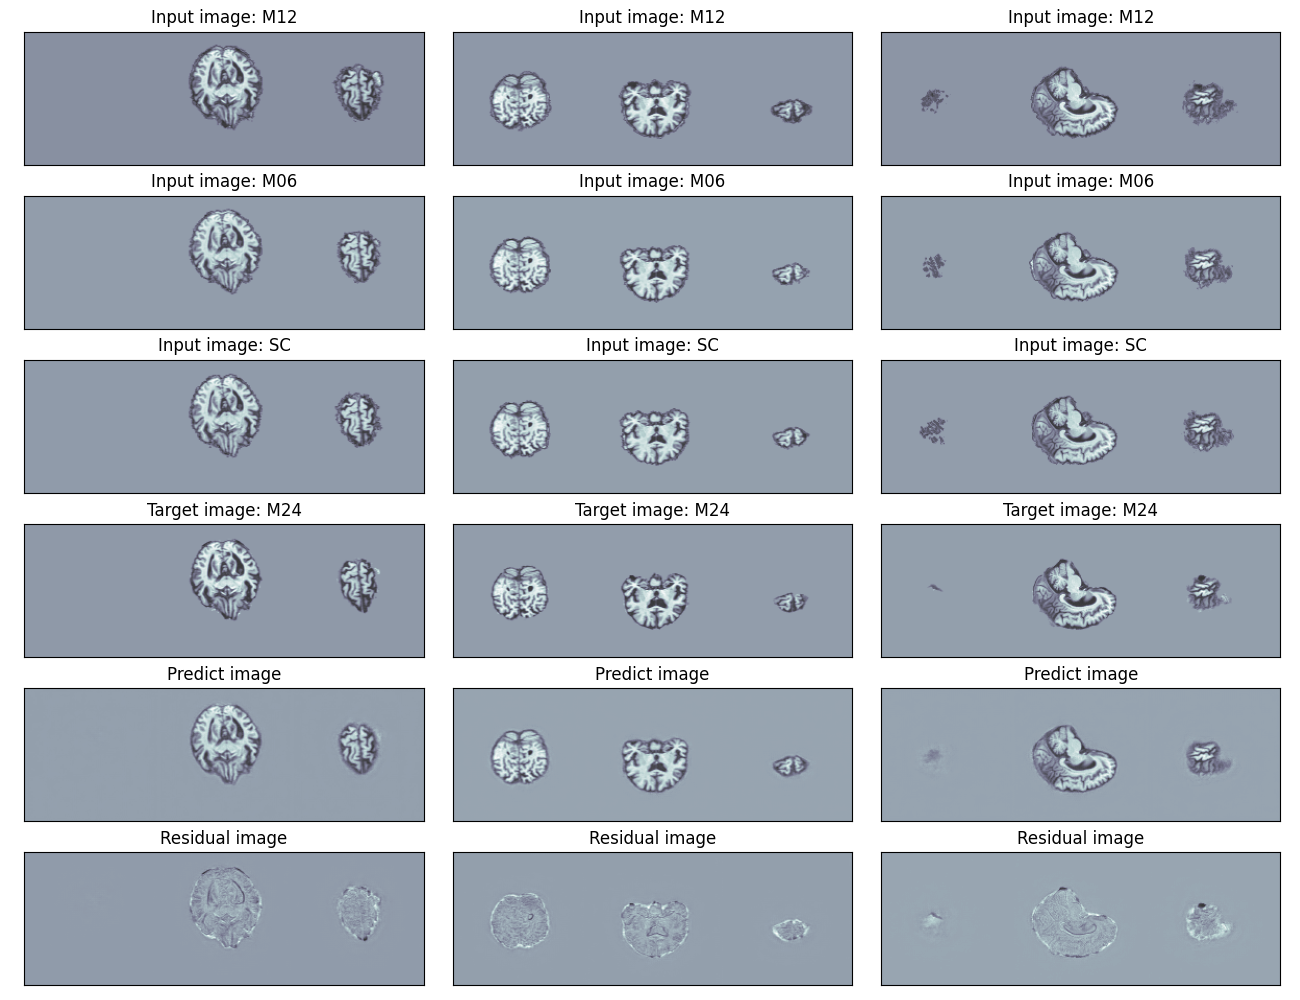 Input image: M12 Input image: M12 Input image: M12
Input image: M06 Input image: M06 Input image: M06
Input image: SC Input image: SC Input image: SC
Target image: M24 Target image: M24 Target image: M24
Predict image Predict image Predict image
Residual image Residual image Residual image